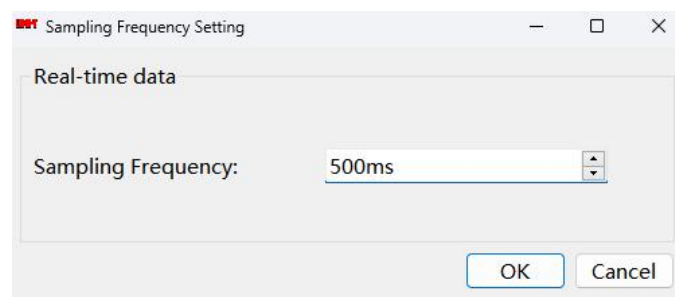 Sampling Frequency Setting
Real-time data
Sampling Frequency: 500ms
OK Cancel